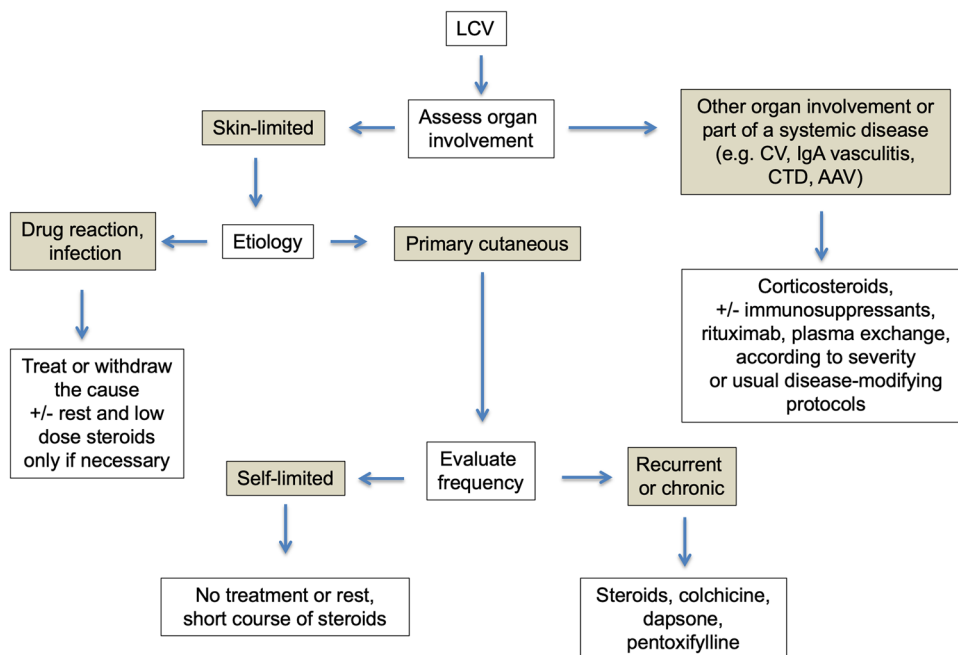 LCV
Assess organ
involvement
Skin-limited
Other organ involvement or
part of a systemic disease
(e.g. CV, IgA vasculitis,
CTD, AAV)
Drug reaction,
infection
Etiology
Primary cutaneous
Corticosteroids,
+/- immunosuppressants,
rituximab, plasma exchange,
according to severity
or usual disease-modifying
protocols
Treat or withdraw
the cause
+/- rest and low
dose steroids
only if necessary
Self-limited
Evaluate
frequency
Recurrent
or chronic
No treatment or rest,
short course of steroids
Steroids, colchicine,
dapsone,
pentoxifylline